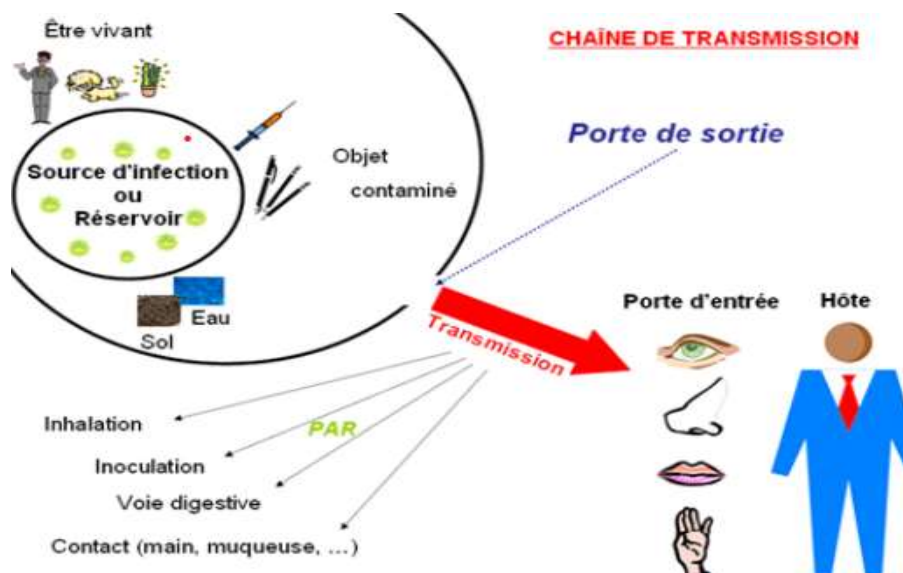 Être vivant
CHAÎNE DE TRANSMISSION
Porte de sortie
Objet
contaminé
Source d'infection
ou
Réservoir
Eau
Sol
Transmission
Porte d'entrée
Hôte
PAR
Inhalation
Inoculation
Voie digestive
Contact (main, muqueuse, ...)